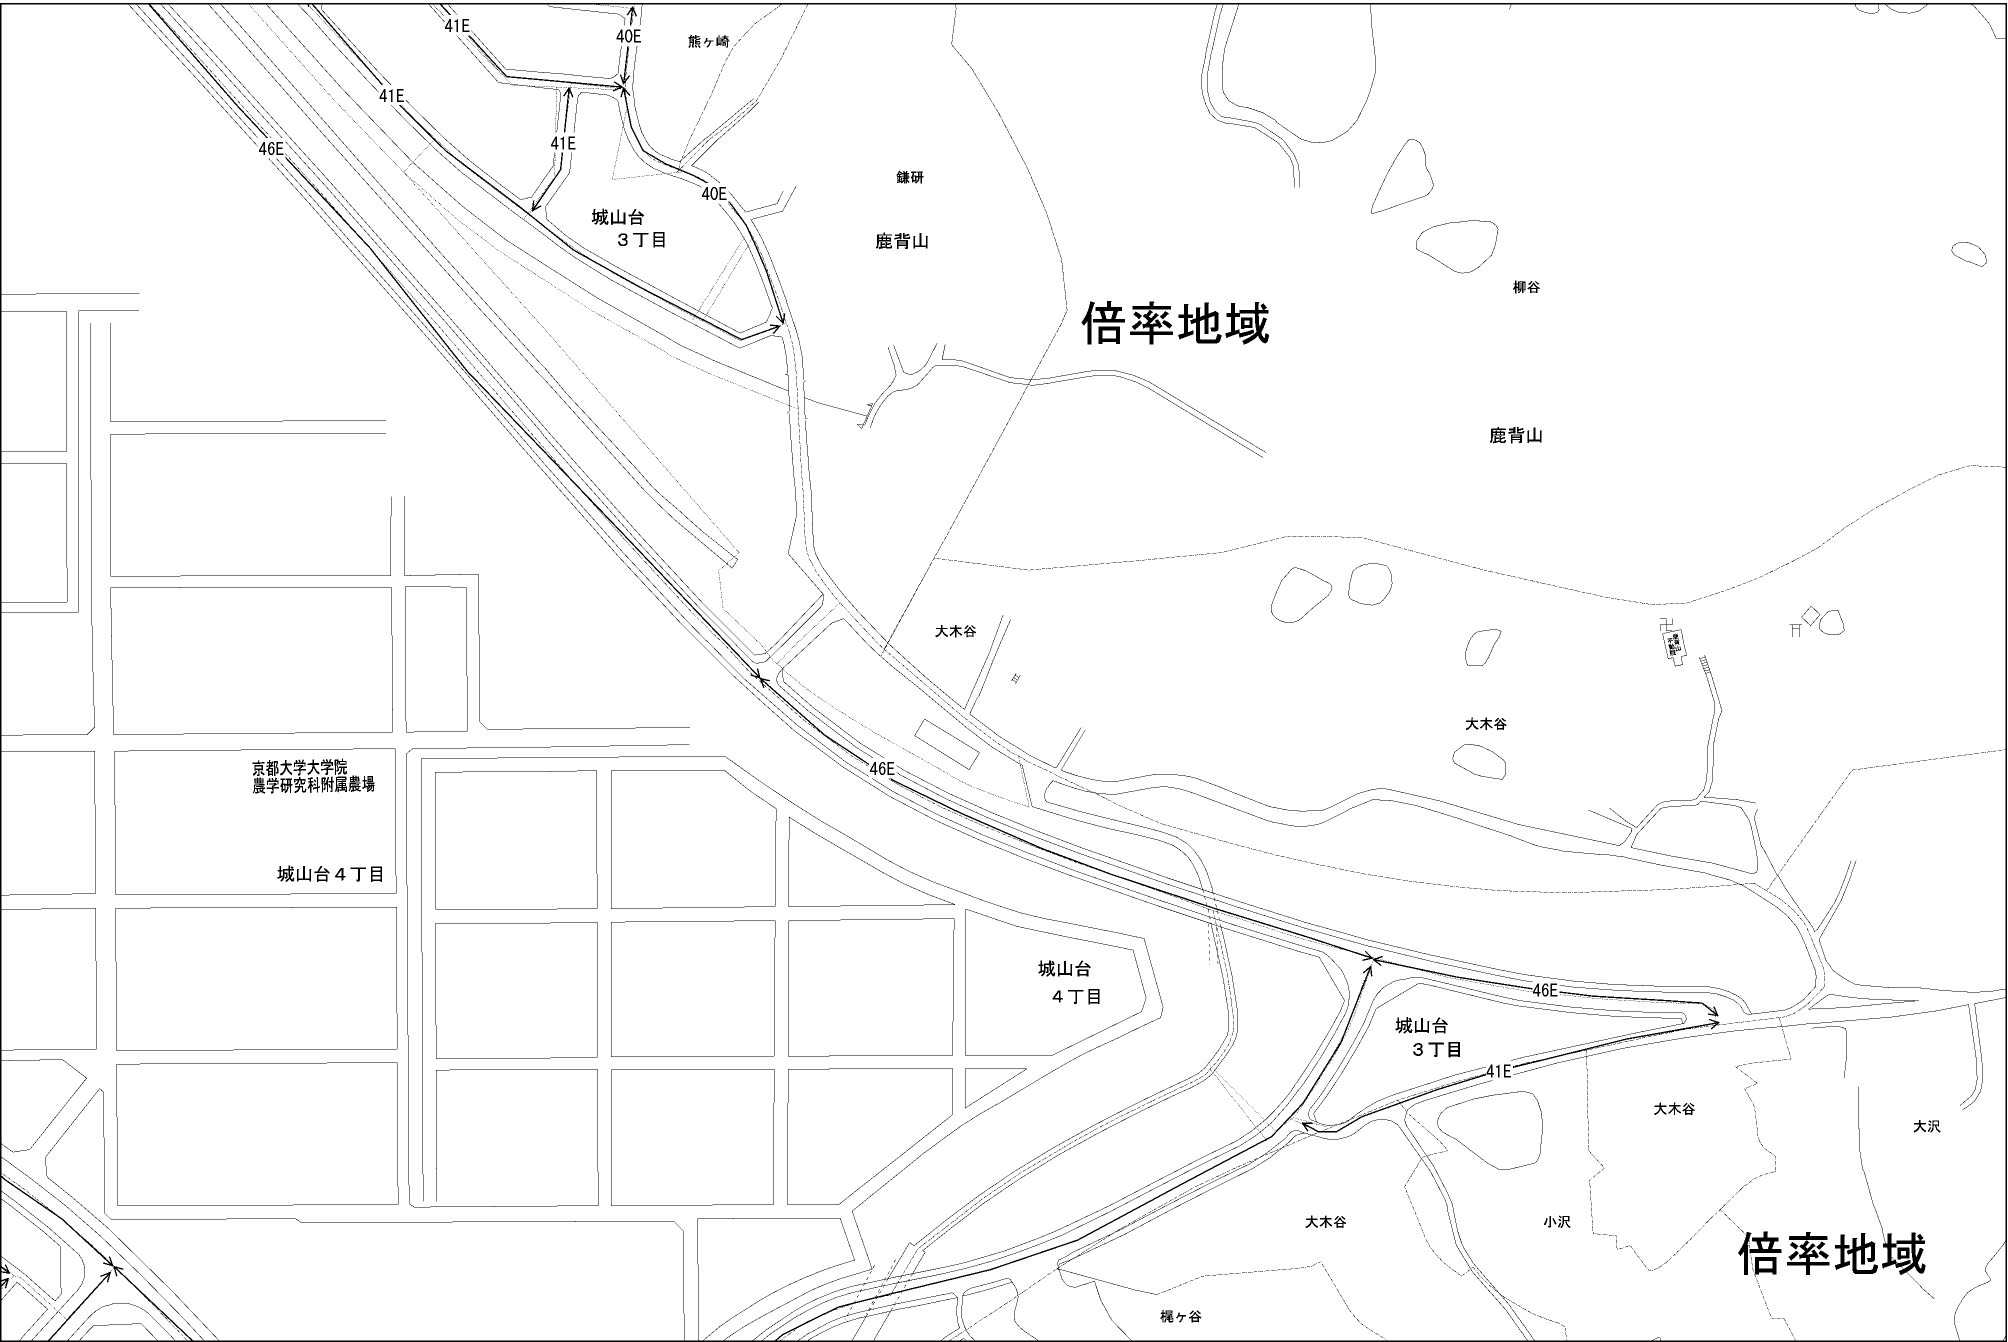 41E
40E
熊ヶ崎
41E
46E
41E
鎌研
40E
城山台
３丁目
鹿背山
柳谷
倍率地域
鹿背山
大木谷
大木谷
46E
京都大学大学院
農学研究科附属農場
城山台４丁目
城山台
４丁目
46E
城山台
３丁目
41E
大木谷
大沢
大木谷
小沢
倍率地域
梶ヶ谷